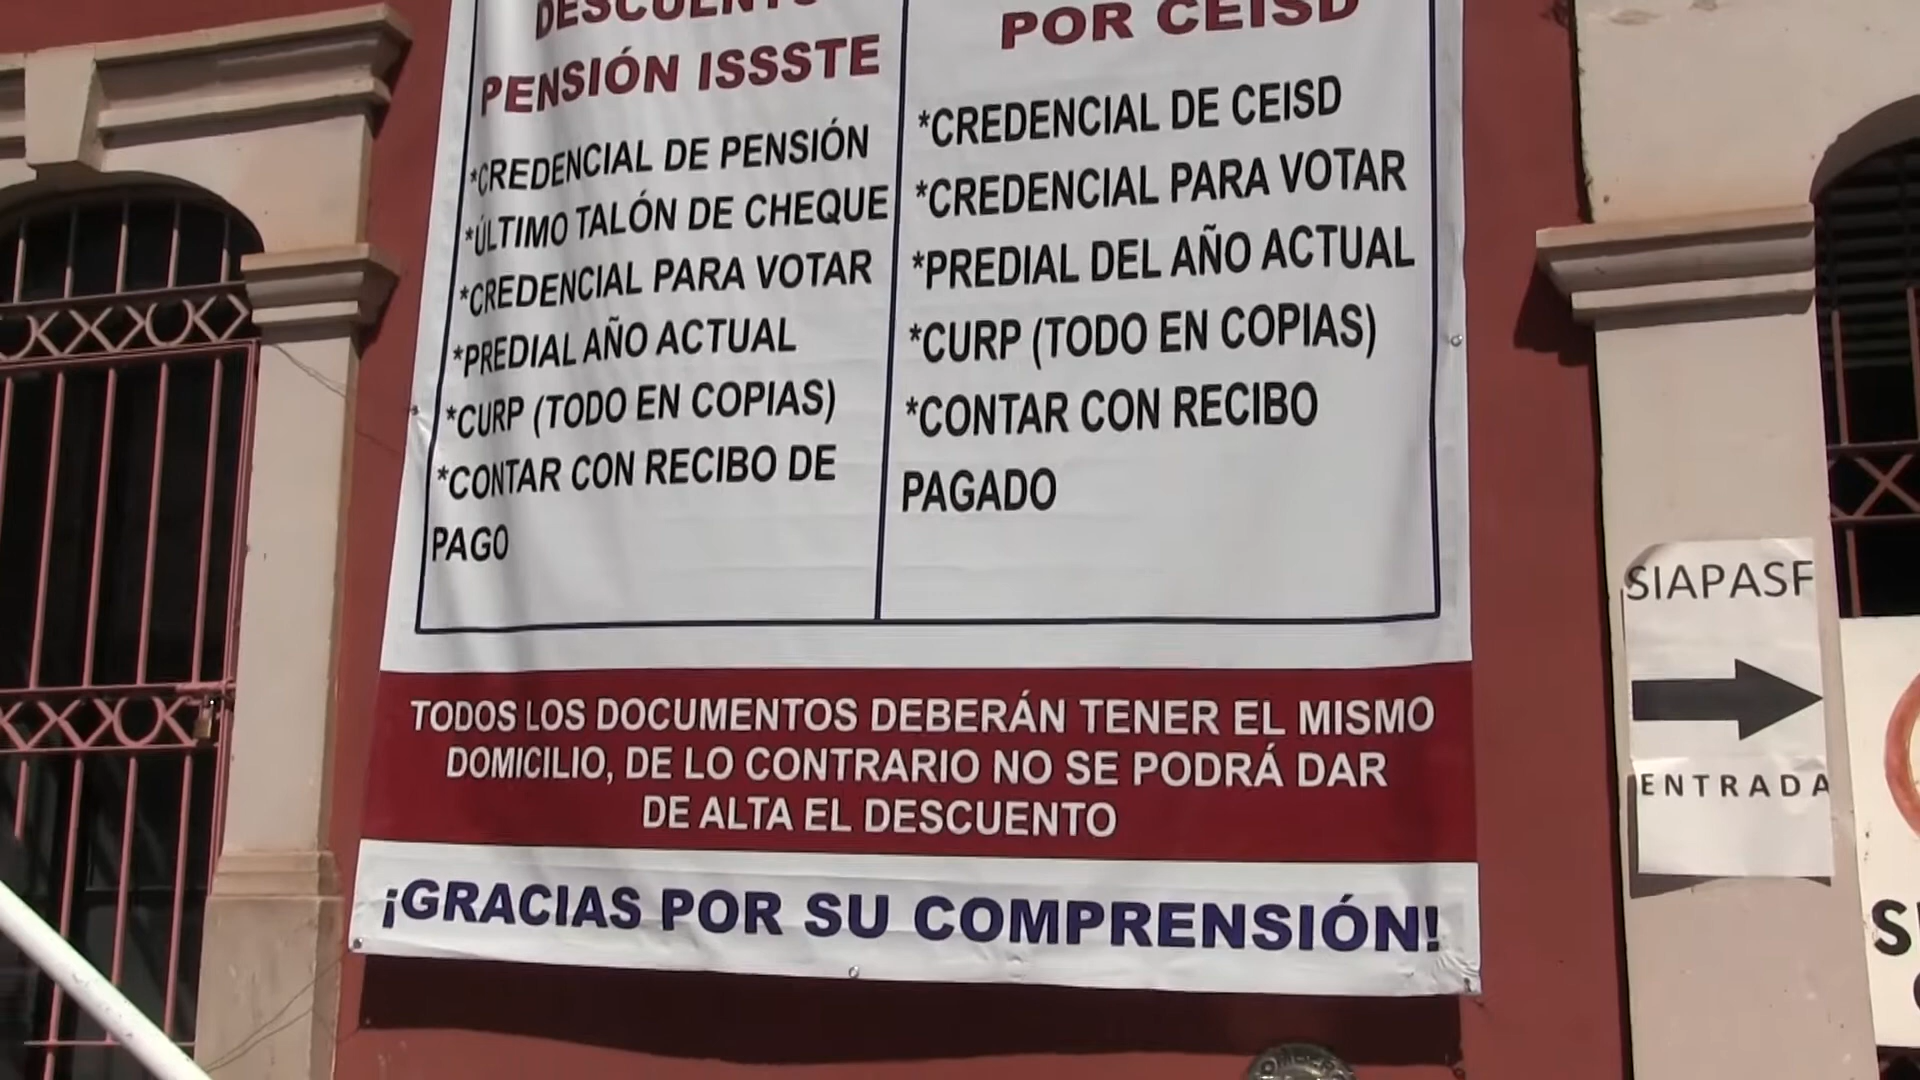 DESCUENTO
PENSIÓN ISSSTE
*CREDENCIAL DE PENSIÓN
*ÚLTIMO TALÓN DE CHEQUE
*CREDENCIAL PARA VOTAR
*PREDIAL AÑO ACTUAL
*CURP (TODO EN COPIAS)
*CONTAR CON RECIBO DE
PAGO
POR CEISD
*CREDENCIAL DE CEISD
*CREDENCIAL PARA VOTAR
*PREDIAL DEL AÑO ACTUAL
*CURP (TODO EN COPIAS)
*CONTAR CON RECIBO
PAGADO
TODOS LOS DOCUMENTOS DEBERÁN TENER EL MISMO
DOMICILIO, DE LO CONTRARIO NO SE PODRÁ DAR
DE ALTA EL DESCUENTO
¡GRACIAS POR SU COMPRENSIÓN!
SIAPASF
ENTRADA